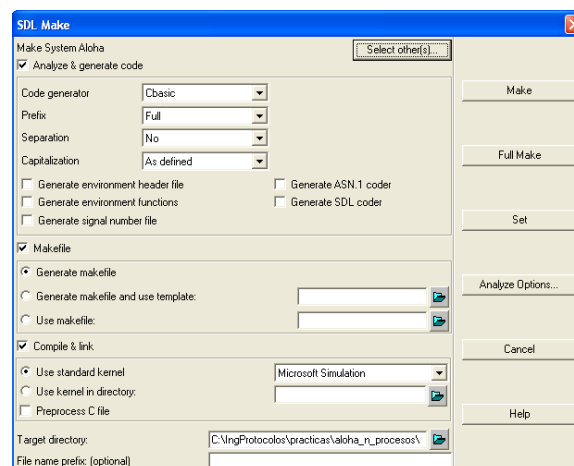 SDL Make
Make System Aloha
Select other(s)...
Analyze & generate code
Code generator Cbasic
Prefix Full
Separation No
Capitalization As defined
Generate environment header file Generate ASN.1 coder
Generate environment functions Generate SDL coder
Generate signal number file
Makefile
Generate makefile
Generate makefile and use template:
Use makefile:
Compile & link
Use standard kernel Microsoft Simulation
Use kernel in directory:
Preprocess C file
Target directory: C:\IngProtocolos\practicas\aloha_n_procesos\
File name prefix: (optional)
Make
Full Make
Set
Analyze Options...
Cancel
Help